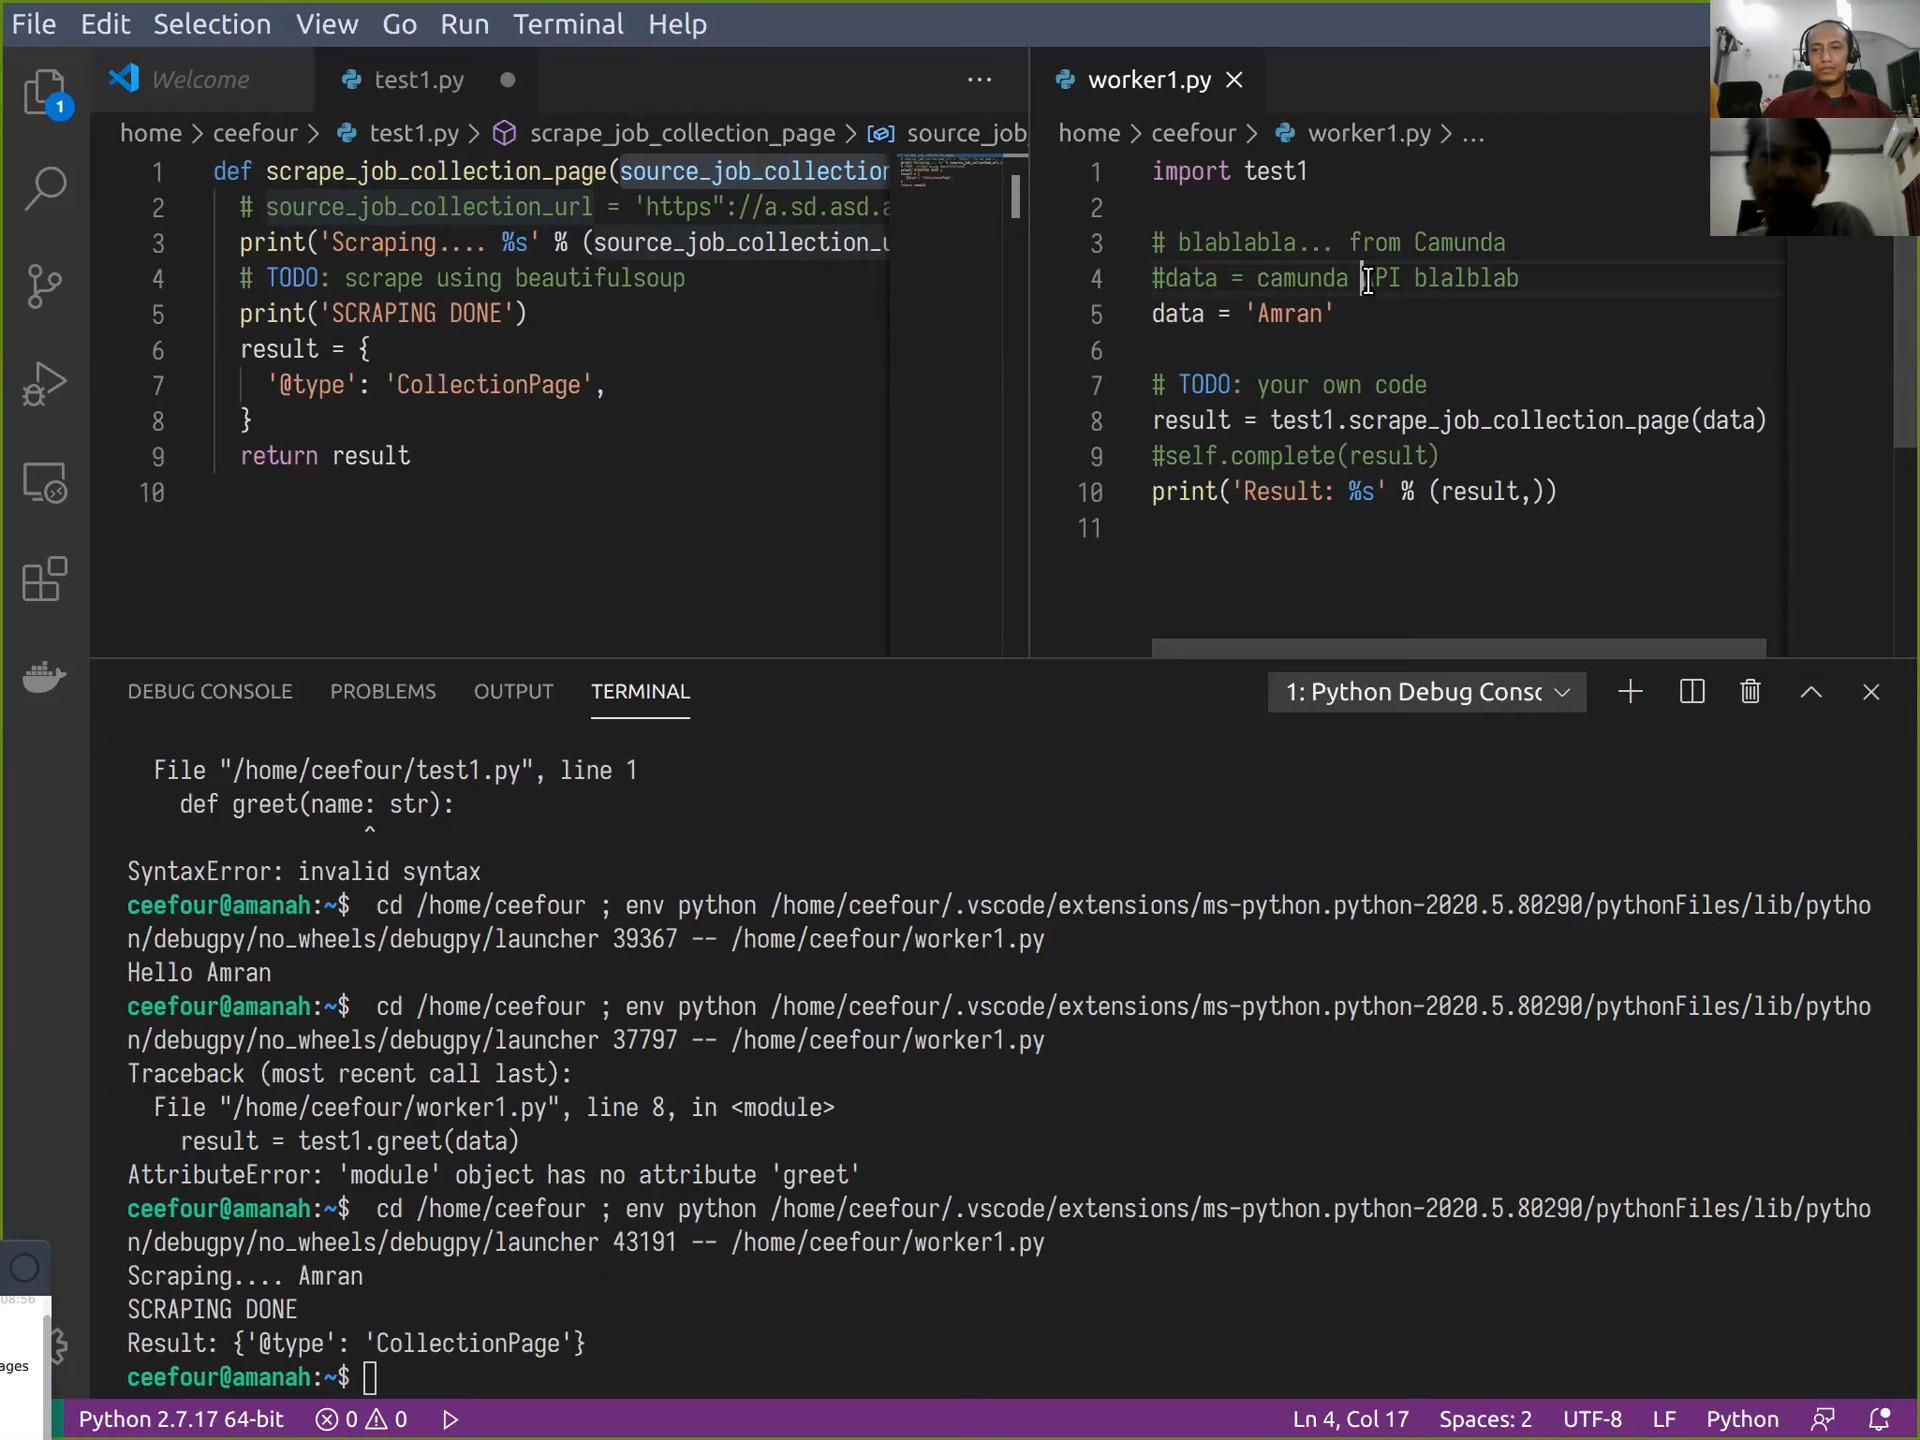 File Edit Selection View Go Run Terminal Help
1
Welcome
test1.py
...
worker1.py
home > ceefour > test1.py > scrape_job_collection_page > source_job
home > ceefour > worker1.py > ...
1 def scrape_job_collection_page(source_job_collection
2 # source_job_collection_url = 'https"://a.sd.asd.a
3 print('Scraping.... %s' % (source_job_collection_u
4 # TODO: scrape using beautifulsoup
5 print('SCRAPING DONE')
6 result = {
7 '@type': 'CollectionPage',
8 }
9 return result
10
1 import test1
2
3 # blablabla... from Camunda
4 #data = camunda API blalblab
5 data = 'Amran'
6
7 # TODO: your own code
8 result = test1.scrape_job_collection_page(data)
9 #self.complete(result)
10 print('Result: %s' % (result,))
11
DEBUG CONSOLE PROBLEMS OUTPUT TERMINAL
1: Python Debug Consc
File "/home/ceefour/test1.py", line 1
def greet(name: str):
^
SyntaxError: invalid syntax
ceefour@amanah:~$ cd /home/ceefour ; env python /home/ceefour/.vscode/extensions/ms-python.python-2020.5.80290/pythonFiles/lib/pytho
n/debugpy/no_wheels/debugpy/launcher 39367 -- /home/ceefour/worker1.py
Hello Amran
ceefour@amanah:~$ cd /home/ceefour ; env python /home/ceefour/.vscode/extensions/ms-python.python-2020.5.80290/pythonFiles/lib/pytho
n/debugpy/no_wheels/debugpy/launcher 37797 -- /home/ceefour/worker1.py
Traceback (most recent call last):
File "/home/ceefour/worker1.py", line 8, in <module>
result = test1.greet(data)
AttributeError: 'module' object has no attribute 'greet'
ceefour@amanah:~$ cd /home/ceefour ; env python /home/ceefour/.vscode/extensions/ms-python.python-2020.5.80290/pythonFiles/lib/pytho
n/debugpy/no_wheels/debugpy/launcher 43191 -- /home/ceefour/worker1.py
Scraping.... Amran
SCRAPING DONE
Result: {'@type': 'CollectionPage'}
ceefour@amanah:~$
08:56
ages
Python 2.7.17 64-bit 0 0
Ln 4, Col 17 Spaces: 2 UTF-8 LF Python